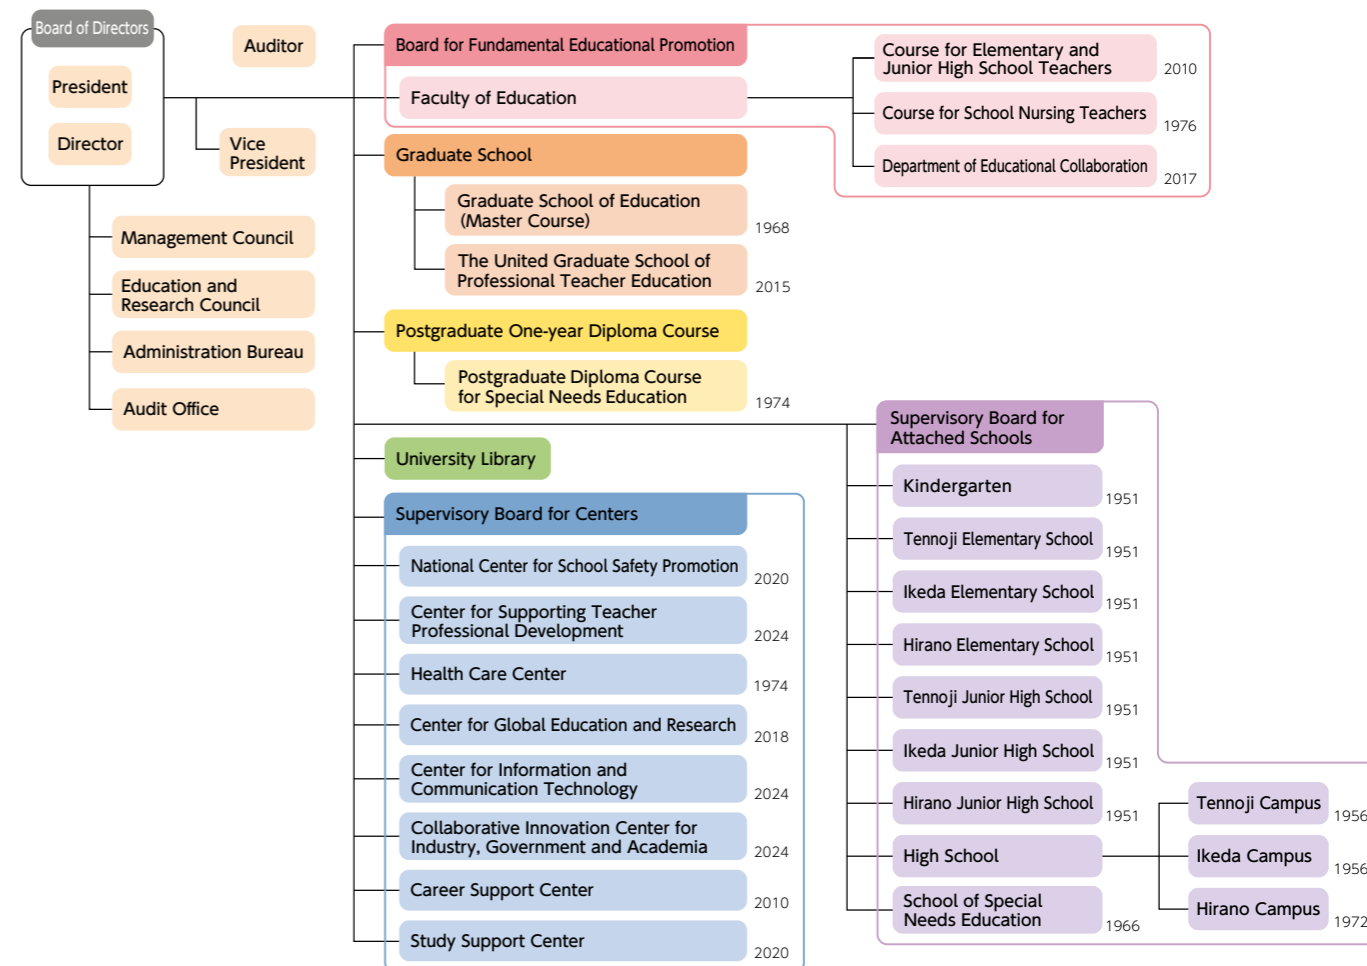 Board of Directors
President
Director
Auditor
Vice
President
Management Council
Education and
Research Council
Administration Bureau
Audit Office
Board for Fundamental Educational Promotion
Faculty of Education
Course for Elementary and
Junior High School Teachers
2010
Course for School Nursing Teachers
1976
Department of Educational Collaboration
2017
Graduate School
Graduate School of Education
(Master Course)
1968
The United Graduate School of
Professional Teacher Education
2015
Postgraduate One-year Diploma Course
Postgraduate Diploma Course
for Special Needs Education
1974
University Library
Supervisory Board for Centers
National Center for School Safety Promotion
2020
Center for Supporting Teacher
Professional Development
2024
Health Care Center
1974
Center for Global Education and Research
2018
Center for Information and
Communication Technology
2024
Collaborative Innovation Center for
Industry, Government and Academia
2024
Career Support Center
2010
Study Support Center
2020
Supervisory Board for
Attached Schools
Kindergarten
1951
Tennoji Elementary School
1951
Ikeda Elementary School
1951
Hirano Elementary School
1951
Tennoji Junior High School
1951
Ikeda Junior High School
1951
Hirano Junior High School
1951
High School
Tennoji Campus
1956
Ikeda Campus
1956
Hirano Campus
1972
School of Special
Needs Education
1966